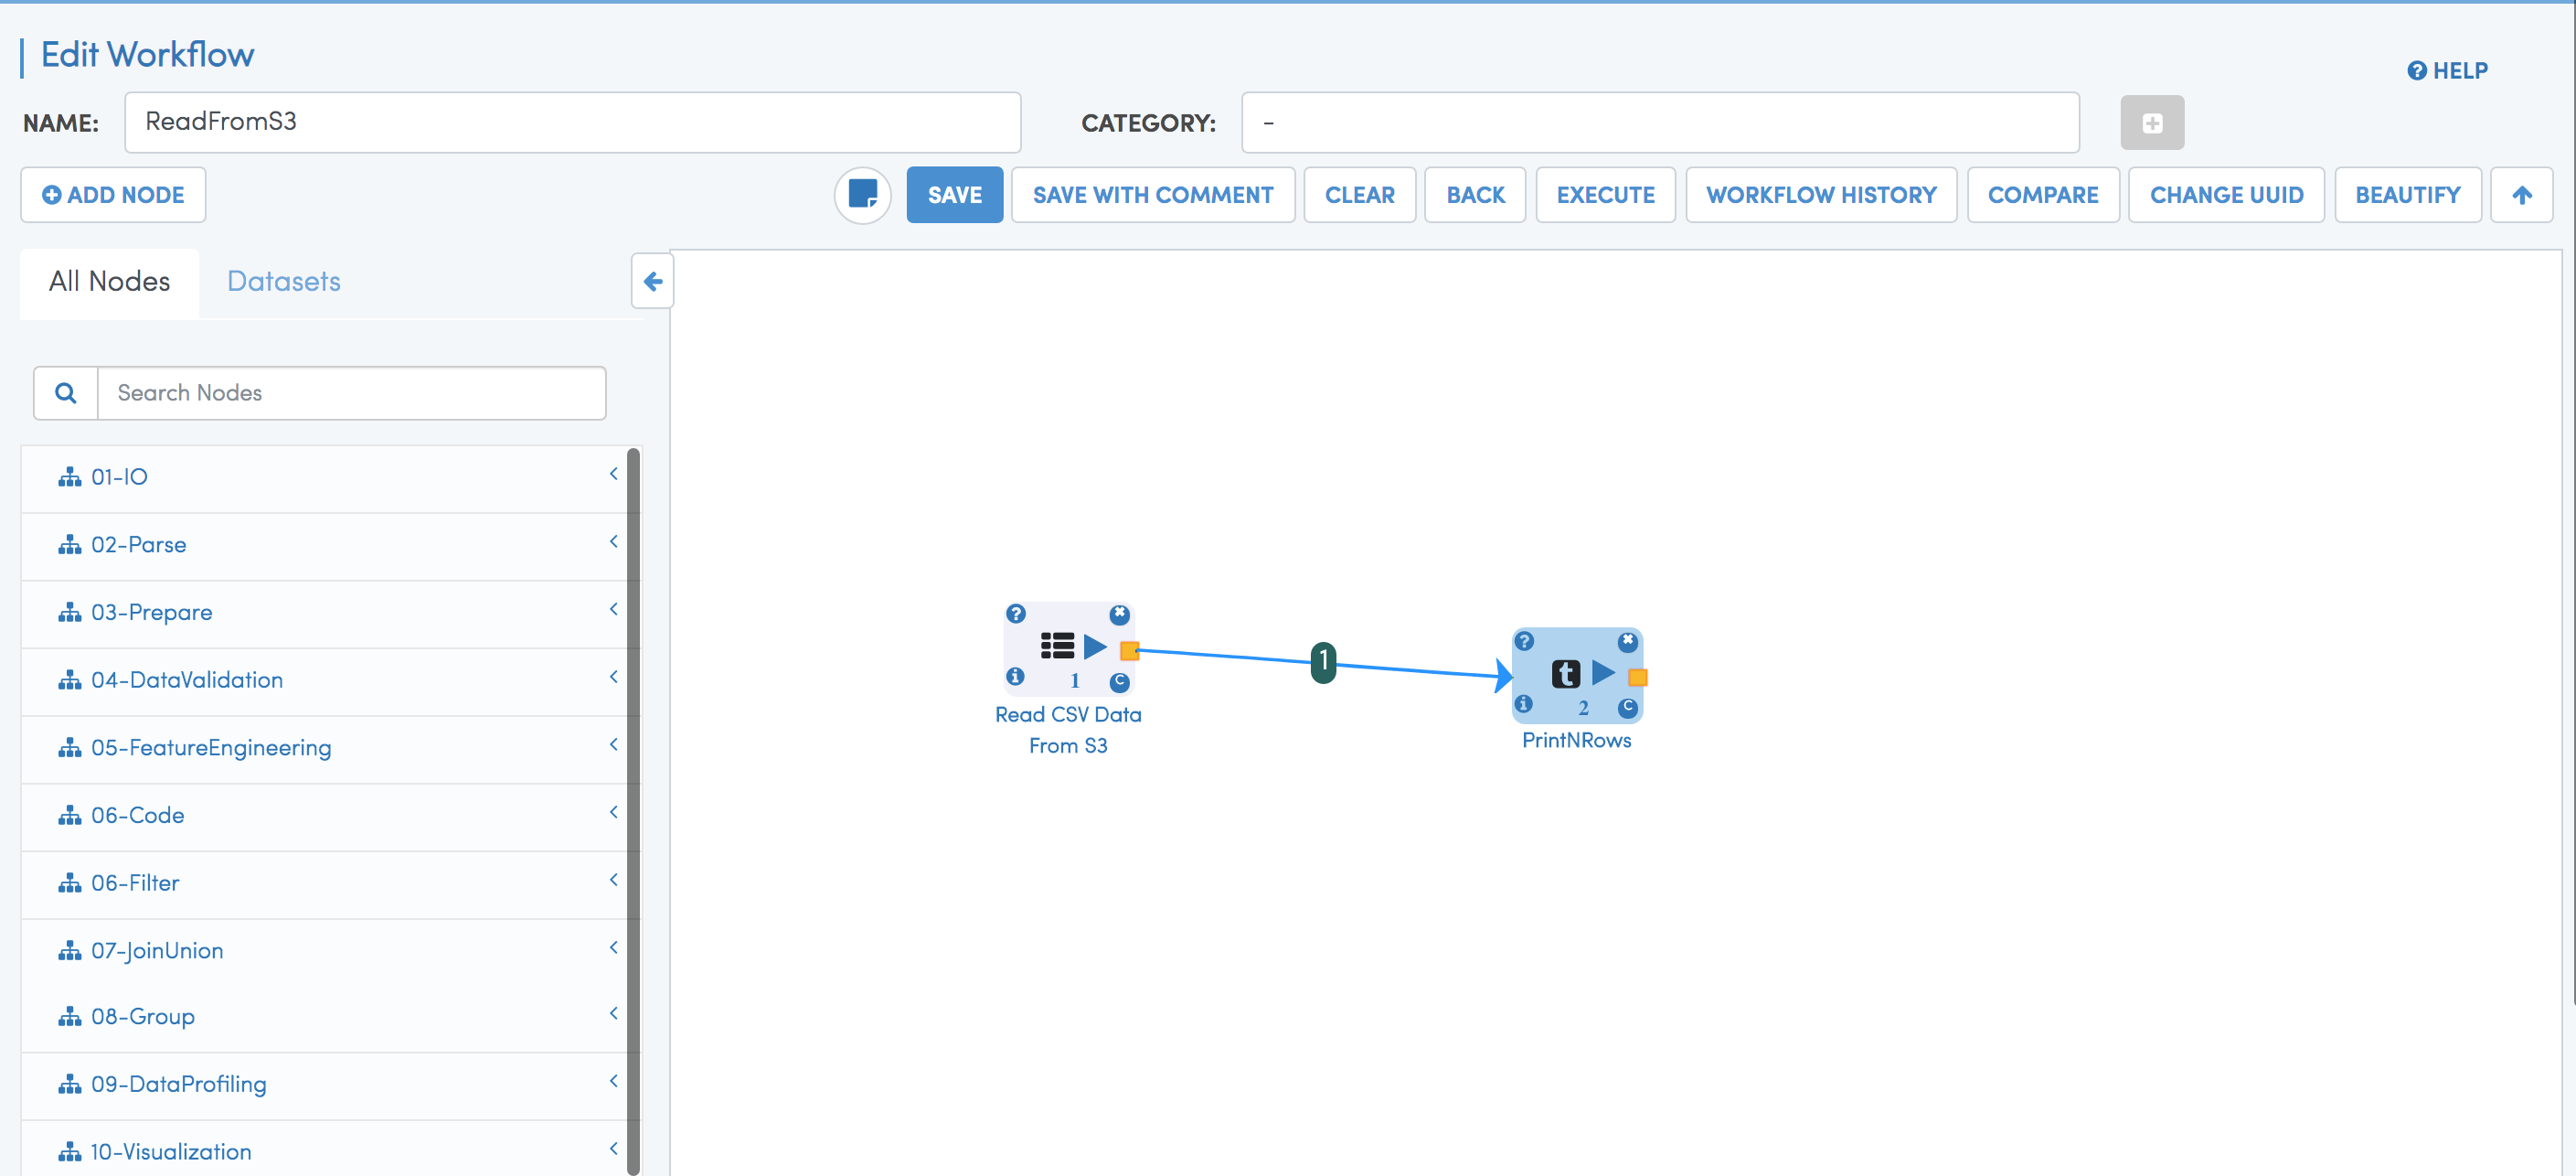 Edit Workflow
HELP
NAME:
ReadFromS3
CATEGORY:
-
ADD NODE
SAVE
SAVE WITH COMMENT
CLEAR
BACK
EXECUTE
WORKFLOW HISTORY
COMPARE
CHANGE UUID
BEAUTIFY
All Nodes
Datasets
Search Nodes
01-IO
02-Parse
03-Prepare
04-DataValidation
05-FeatureEngineering
06-Code
06-Filter
07-JoinUnion
08-Group
09-DataProfiling
10-Visualization
1
C
Read CSV Data
From S3
1
t
2
C
PrintNRows